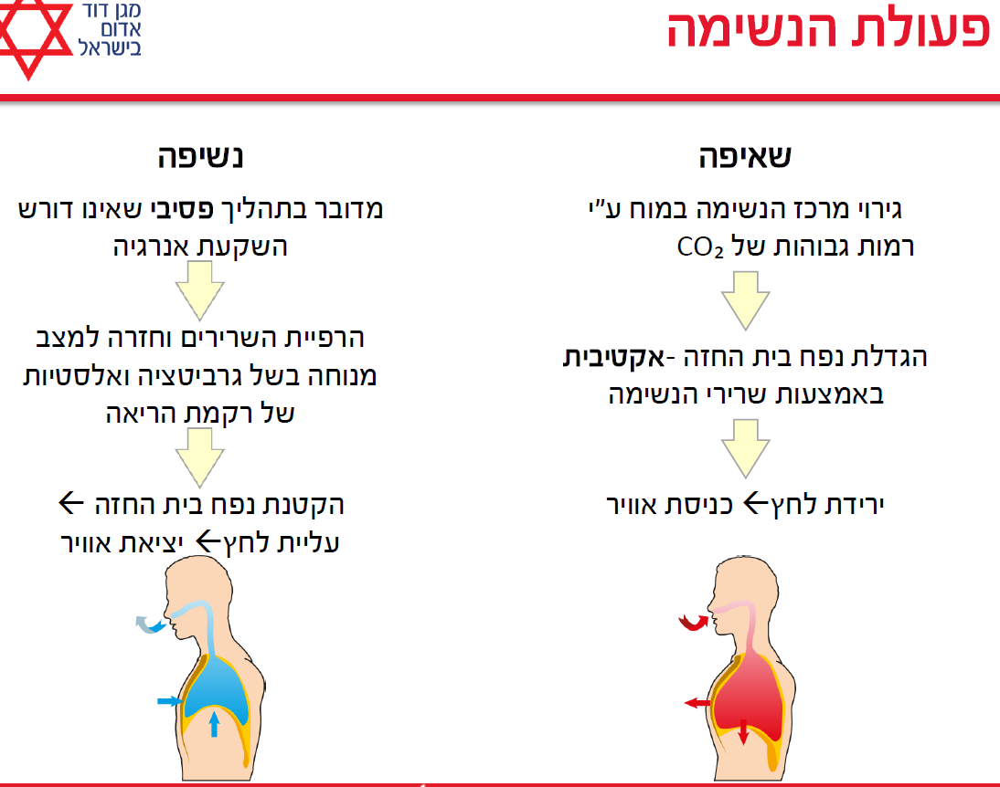 מגן דוד
אדום
בישראל
פעולת הנשימה
שאיפה
גירוי מרכז הנשימה במוח ע"י
רמות גבוהות של CO₂
הגדלת נפח בית החזה -אקטיבית
באמצעות שרירי הנשימה
ירידת לחץ← כניסת אוויר
נשיפה
מדובר בתהליך פסיבי שאינו דורש
השקעת אנרגיה
הרפיית השרירים וחזרה למצב
מנוחה בשל גרביטציה ואלסטיות
של רקמת הריאה
הקטנת נפח בית החזה ←
עליית לחץ← יציאת אוויר